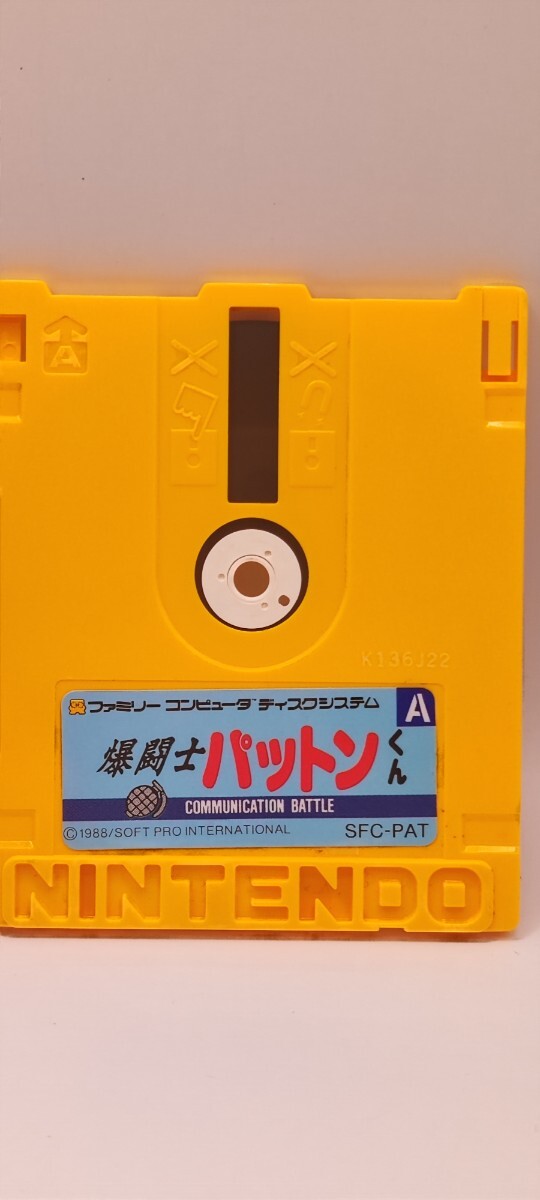 A
K136J22
ファミリー コンピュータ™ ディスクシステム
A
爆闘士パットンくん
COMMUNICATION BATTLE
©1988/SOFT PRO INTERNATIONAL SFC-PAT
NINTENDO